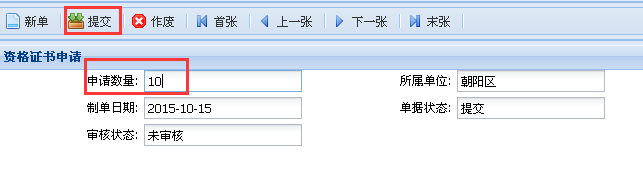 新单 提交 作废 首张 上一张 下一张 末张
资格证书申请
申请数量: 10 所属单位: 朝阳区
制单日期: 2015-10-15 单据状态: 提交
审核状态: 未审核